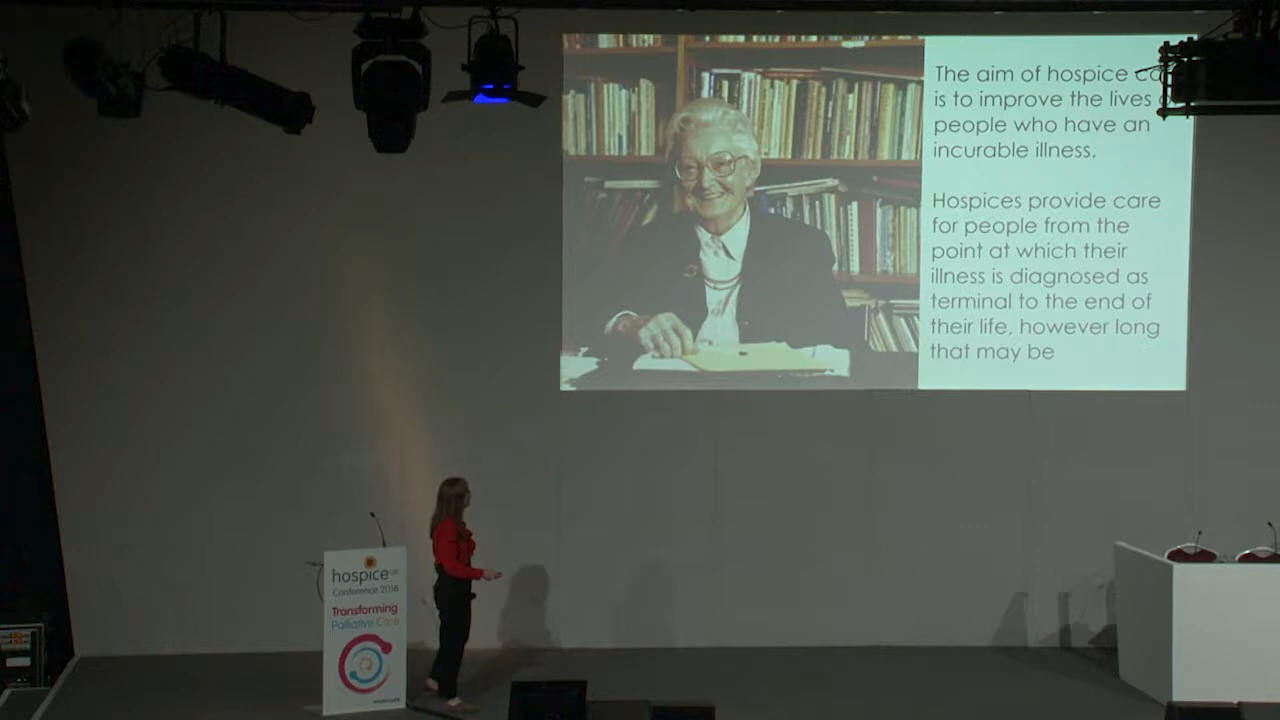 The aim of hospice
is to improve the lives
people who have an
incurable illness.
Hospices provide care
for people from the
point at which their
illness is diagnosed as
terminal to the end of
their life, however long
that may be
hospice UK
Conference 2018
Transforming
Palliative Care